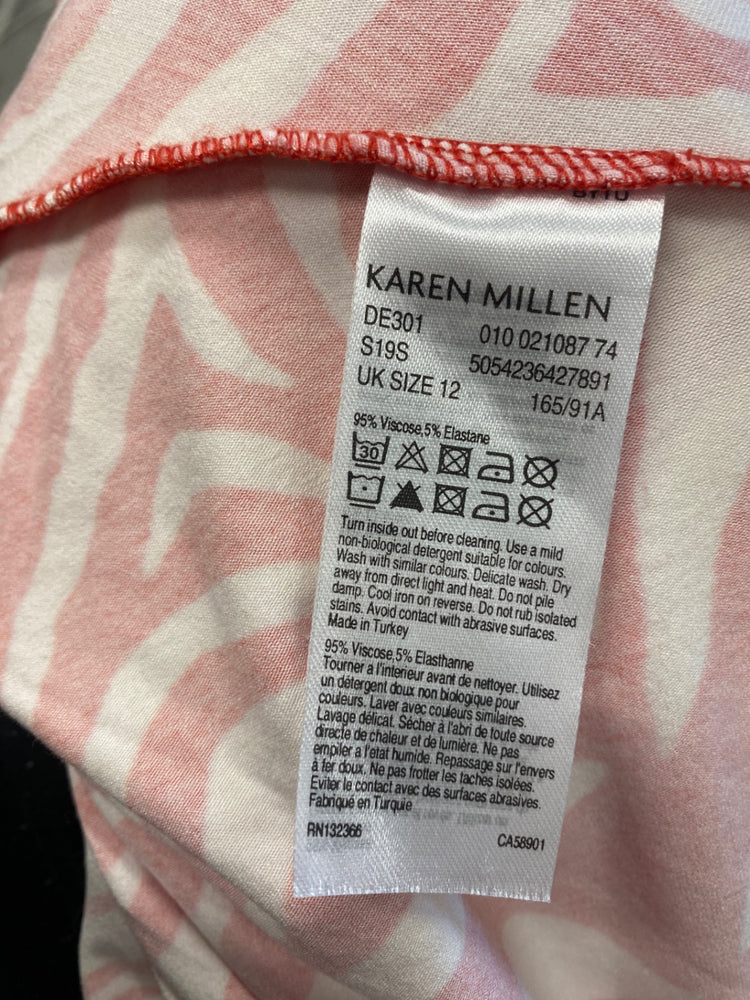 KAREN MILLEN
DE301 010 021087 74
S19S 5054236427891
UK SIZE 12 165/91A
95% Viscose,5% Elastane
30
Turn inside out before cleaning. Use a mild
non-biological detergent suitable for colours.
Wash with similar colours. Delicate wash. Dry
away from direct light and heat. Do not pile
damp. Cool iron on reverse. Do not rub isolated
stains. Avoid contact with abrasive surfaces.
Made in Turkey
95% Viscose,5% Elasthanne
Tourner a l'interieur avant de nettoyer. Utilisez
un détergent doux non biologique pour
couleurs. Laver avec couleurs similaires.
Lavage délicat. Sécher à l'abri de toute source
directe de chaleur et de lumière. Ne pas
empiler a l'etat humide. Repassage sur l'envers
à fer doux. Ne pas frotter les taches isolées.
Eviter le contact avec des surfaces abrasives.
Fabriqué en Turquie
RN132366 CA58901